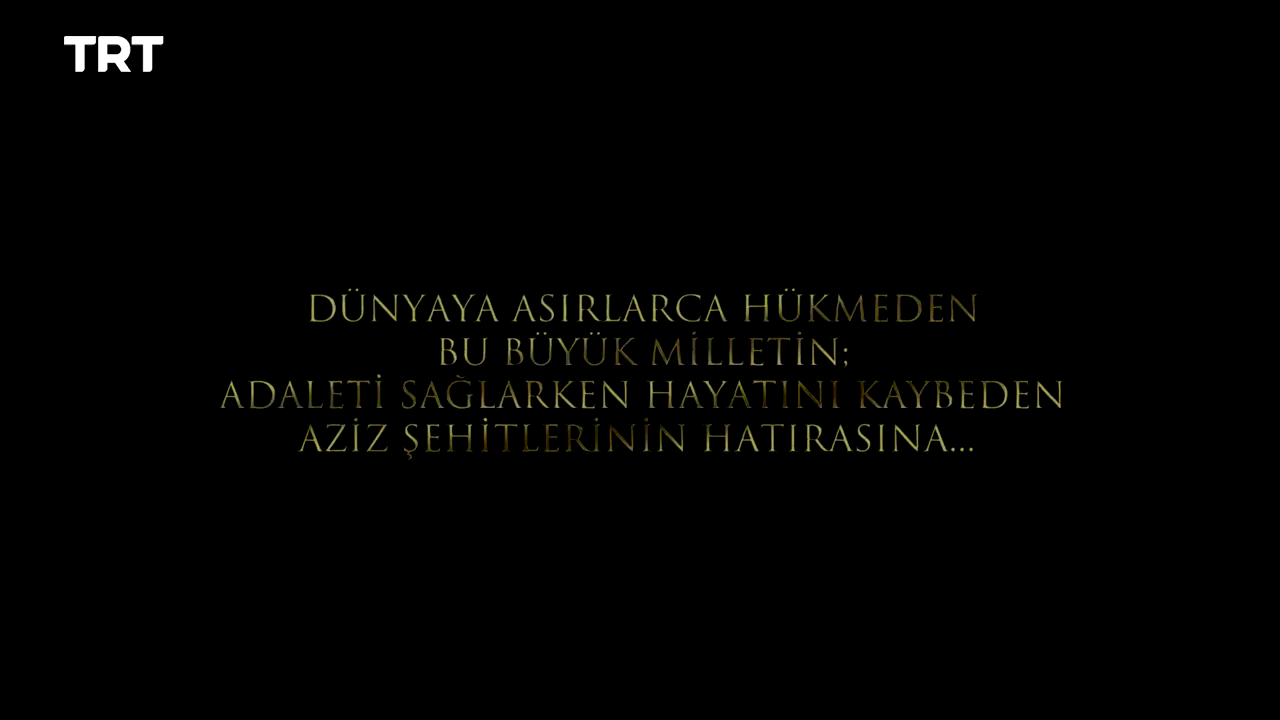 TRT
DÜNYAYA ASIRLARCA HÜKMEDEN
BU BÜYÜK MİLLETİN;
ADALETİ SAĞLARKEN HAYATINI KAYBEDEN
AZİZ ŞEHİTLERİNİN HATIRASINA...